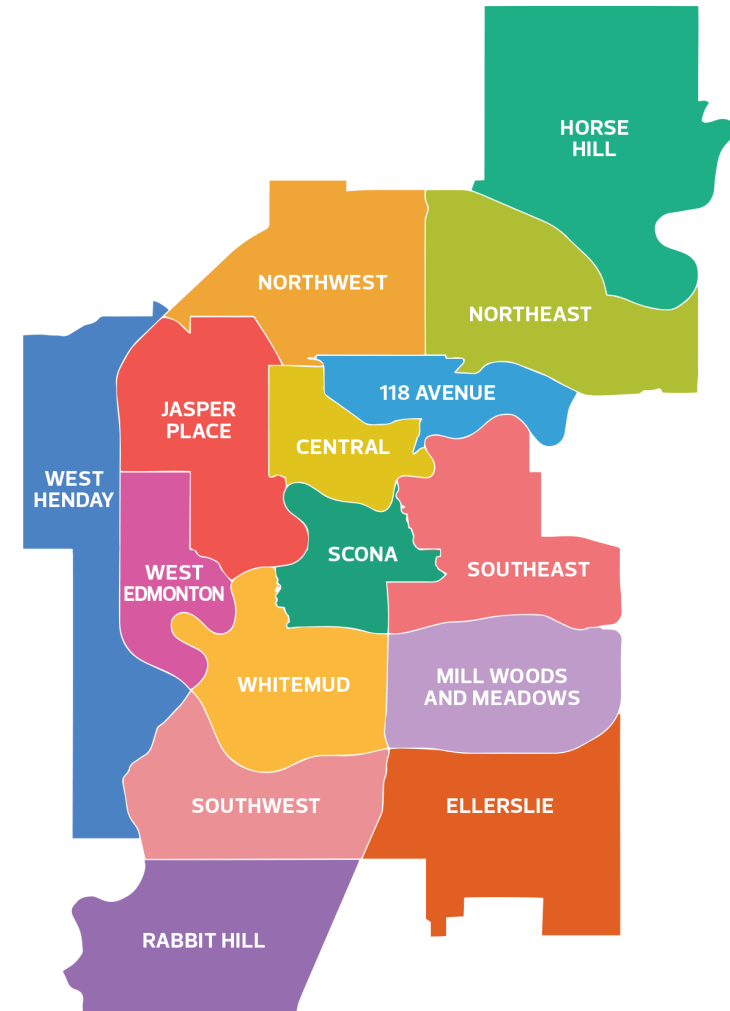 HORSE
HILL
NORTHWEST
NORTHEAST
118 AVENUE
JASPER
PLACE
CENTRAL
WEST
HENDAY
SCONA
SOUTHEAST
WEST
EDMONTON
WHITEMUD
MILL WOODS
AND MEADOWS
SOUTHWEST
ELLERSLIE
RABBIT HILL